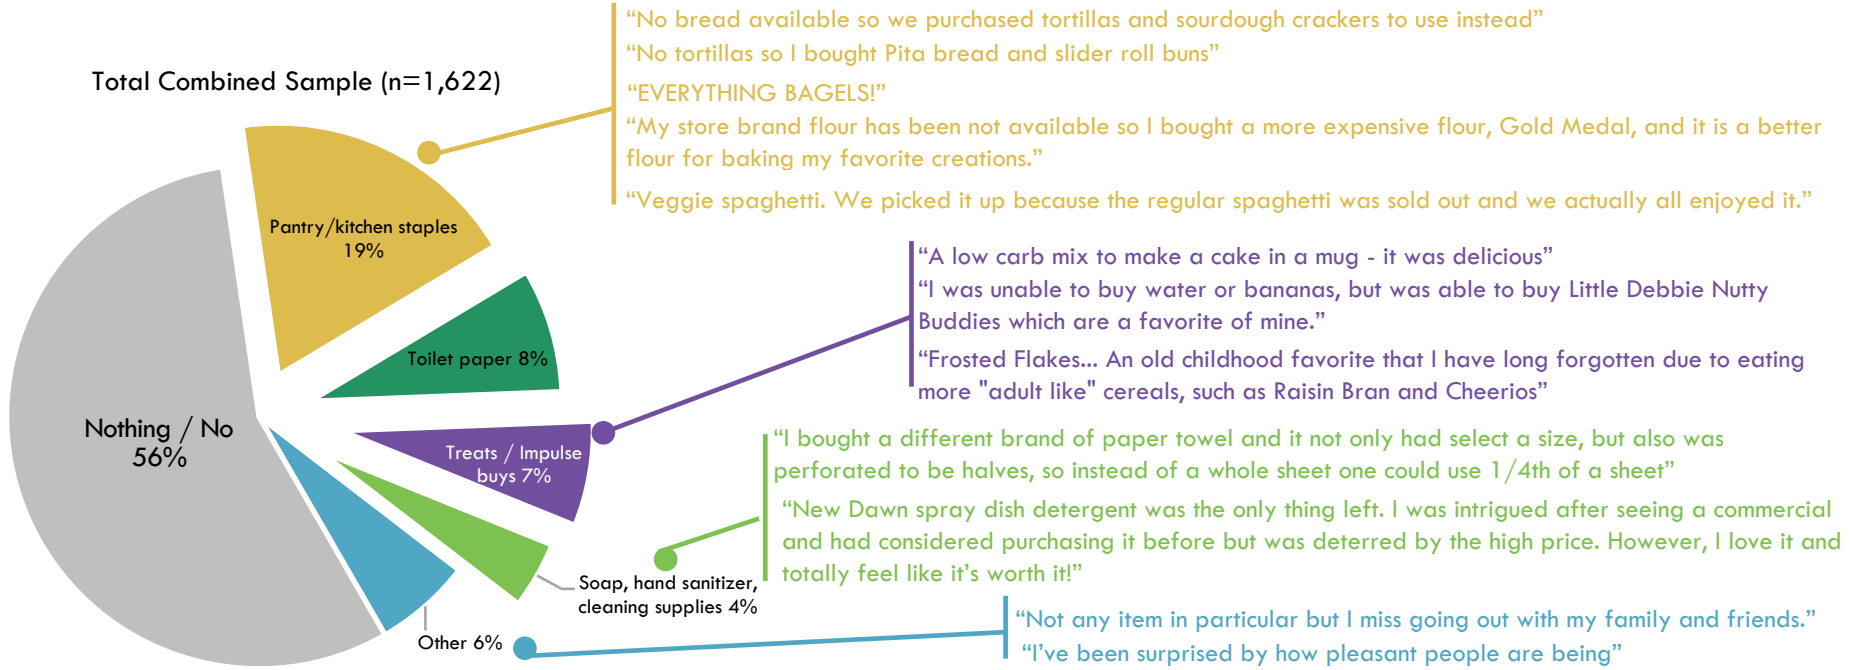 Total Combined Sample (n=1,622)
Pantry/kitchen staples
19%
Toilet paper 8%
Treats / Impulse
buys 7%
Soap, hand sanitizer,
cleaning supplies 4%
Other 6%
Nothing / No
56%
“No bread available so we purchased tortillas and sourdough crackers to use instead”
“No tortillas so I bought Pita bread and slider roll buns”
“EVERYTHING BAGELS!”
“My store brand flour has been not available so I bought a more expensive flour, Gold Medal, and it is a better
flour for baking my favorite creations.”
“Veggie spaghetti. We picked it up because the regular spaghetti was sold out and we actually all enjoyed it.”
“A low carb mix to make a cake in a mug - it was delicious”
“I was unable to buy water or bananas, but was able to buy Little Debbie Nutty
Buddies which are a favorite of mine.”
“Frosted Flakes... An old childhood favorite that I have long forgotten due to eating
more "adult like" cereals, such as Raisin Bran and Cheerios”
“I bought a different brand of paper towel and it not only had select a size, but also was
perforated to be halves, so instead of a whole sheet one could use 1/4th of a sheet”
“New Dawn spray dish detergent was the only thing left. I was intrigued after seeing a commercial
and had considered purchasing it before but was deterred by the high price. However, I love it and
totally feel like it’s worth it!”
“Not any item in particular but I miss going out with my family and friends.”
“I’ve been surprised by how pleasant people are being”